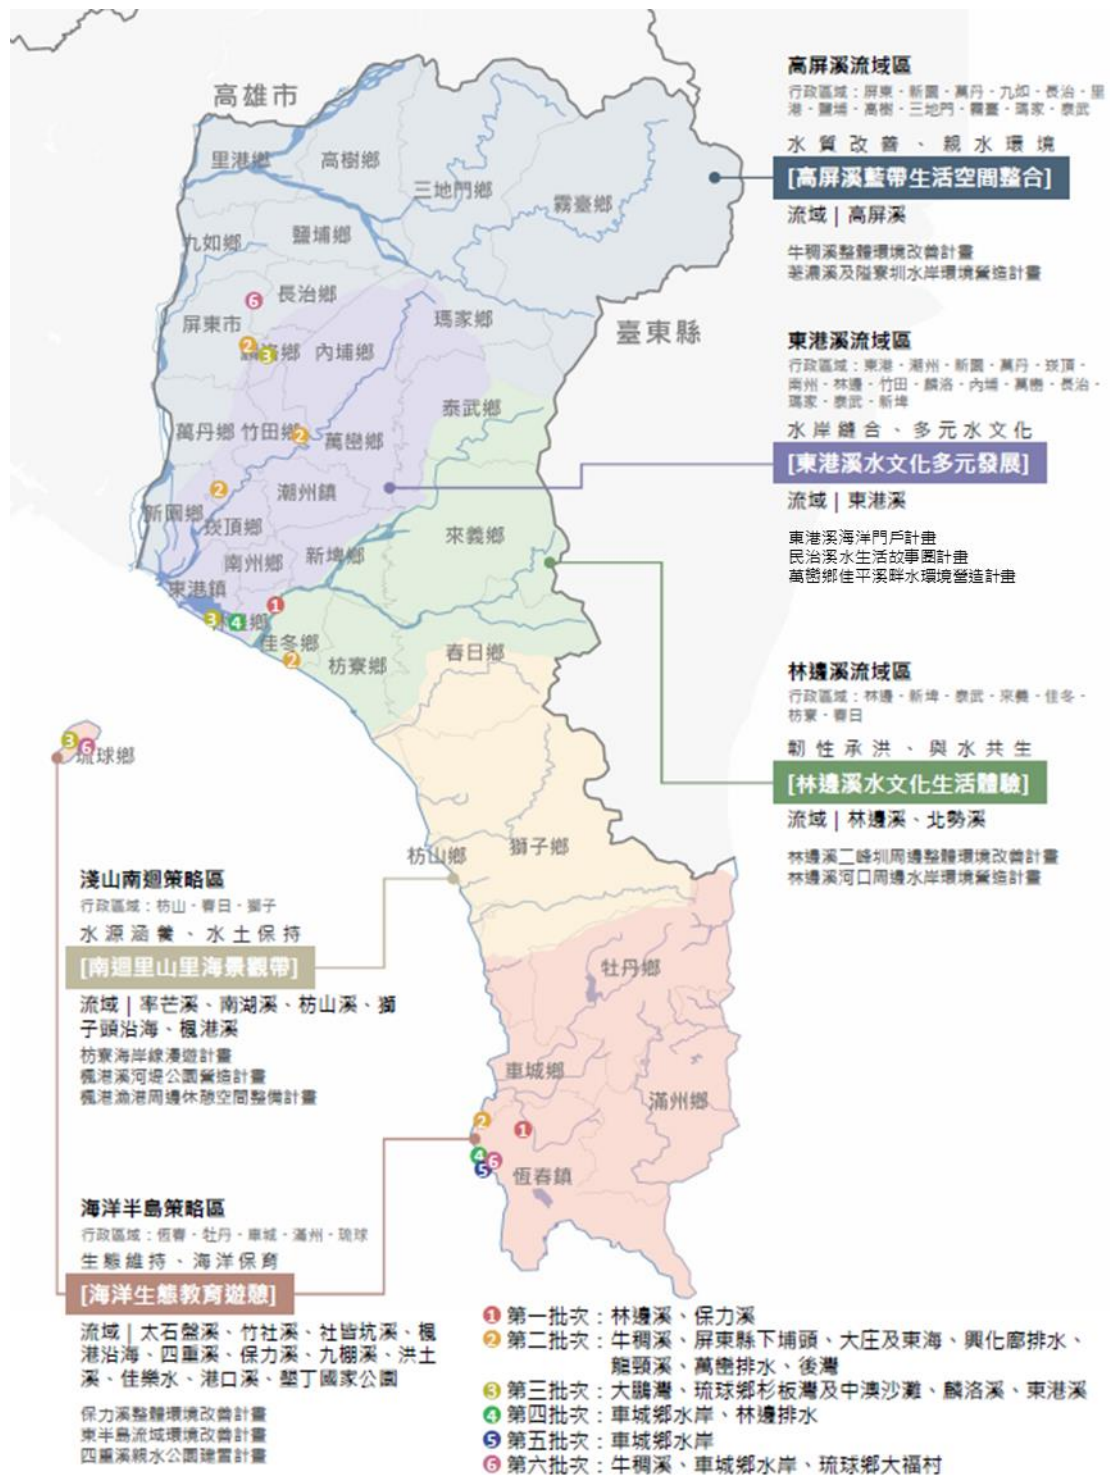 高雄市
里港鄉
高樹鄉
三地門鄉
霧臺鄉
九如鄉
鹽埔鄉
長治鄉
屏東市
內埔鄉
瑪家鄉
臺東縣
泰武鄉
萬丹鄉
竹田鄉
萬巒鄉
潮州鎮
新園鄉
崁頂鄉
來義鄉
南州鄉
新埤鄉
東港鎮
佳冬鄉
枋寮鄉
春日鄉
琉球鄉
枋山鄉
獅子鄉
牡丹鄉
車城鄉
滿州鄉
恆春鎮
高屏溪流域區
行政區域：屏東‧新園‧萬丹‧九如‧長治‧里
港‧鹽埔‧高樹‧三地門‧霧臺‧瑪家‧泰武
水質改善、親水環境
[高屏溪藍帶生活空間整合]
流域 | 高屏溪
牛稠溪整體環境改善計畫
荖濃溪及隘寮圳水岸環境營造計畫
東港溪流域區
行政區域：東港‧潮州‧新園‧萬丹‧崁頂‧
南州‧林邊‧竹田‧麟洛‧內埔‧萬巒‧長治‧
瑪家‧泰武‧新埤
水岸縫合、多元水文化
[東港溪水文化多元發展]
流域 | 東港溪
東港溪海洋門戶計畫
民治溪水生活故事圈計畫
萬巒鄉佳平溪畔水環境營造計畫
林邊溪流域區
行政區域：林邊‧新埤‧泰武‧來義‧佳冬‧
枋寮‧春日
韌性承洪、與水共生
[林邊溪水文化生活體驗]
流域 | 林邊溪、北勢溪
林邊溪二峰圳周邊整體環境改善計畫
林邊溪河口周邊水岸環境營造計畫
淺山南迴策略區
行政區域：枋山‧春日‧獅子
水源涵養、水土保持
[南迴里山里海景觀帶]
流域 | 率芒溪、南湖溪、枋山溪、獅
子頭沿海、楓港溪
枋寮海岸線漫遊計畫
楓港溪河堤公園營造計畫
楓港漁港周邊休憩空間整備計畫
海洋半島策略區
行政區域：恆春‧牡丹‧車城‧滿州‧琉球
生態維持、海洋保育
[海洋生態教育遊憩]
流域 | 太石盤溪、竹社溪、社皆坑溪、楓
港沿海、四重溪、保力溪、九棚溪、洪土
溪、佳樂水、港口溪、墾丁國家公園
保力溪整體環境改善計畫
東半島流域環境改善計畫
四重溪親水公園建置計畫
1 第一批次：林邊溪、保力溪
2 第二批次：牛稠溪、屏東縣下埔頭、大庄及東海、興化廍排水、
龍頸溪、萬巒排水、後灣
3 第三批次：大鵬灣、琉球鄉杉板灣及中澳沙灘、麟洛溪、東港溪
4 第四批次：車城鄉水岸、林邊排水
5 第五批次：車城鄉水岸
6 第六批次：牛稠溪、車城鄉水岸、琉球鄉大福村